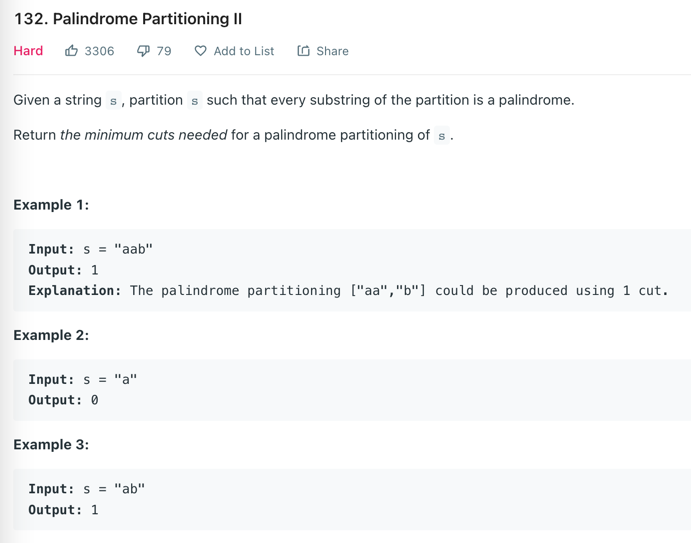 132. Palindrome Partitioning II
Hard 3306 79 Add to List Share
Given a string s, partition s such that every substring of the partition is a palindrome.
Return the minimum cuts needed for a palindrome partitioning of s.
Example 1:
Input: s = "aab"
Output: 1
Explanation: The palindrome partitioning ["aa","b"] could be produced using 1 cut.
Example 2:
Input: s = "a"
Output: 0
Example 3:
Input: s = "ab"
Output: 1